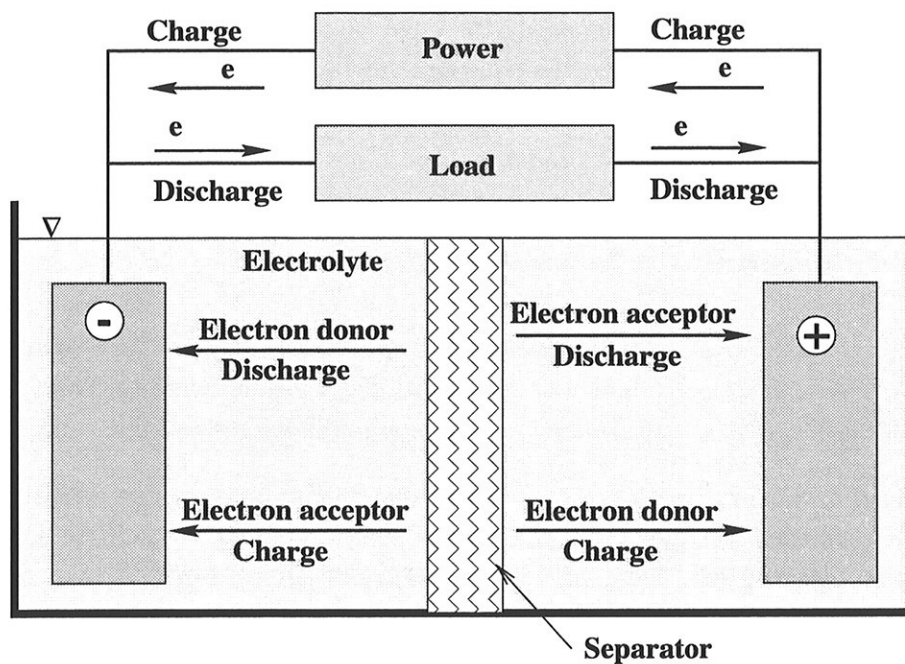 Charge
Power
Charge
e
e
e
Load
e
Discharge
Discharge
∇
Electrolyte
-
Electron donor
Discharge
Electron acceptor
Discharge
+
Electron acceptor
Charge
Electron donor
Charge
Separator